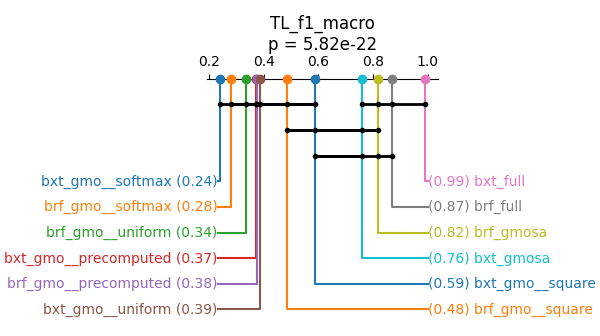 TL_f1_macro
p = 5.82e-22
0.2 0.4 0.6 0.8 1.0
bxt_gmo__softmax (0.24) (0.99) bxt_full
brf_gmo__softmax (0.28) (0.87) brf_full
brf_gmo__uniform (0.34) (0.82) brf_gmosa
bxt_gmo__precomputed (0.37) (0.76) bxt_gmosa
brf_gmo__precomputed (0.38) (0.59) bxt_gmo__square
bxt_gmo__uniform (0.39) (0.48) brf_gmo__square